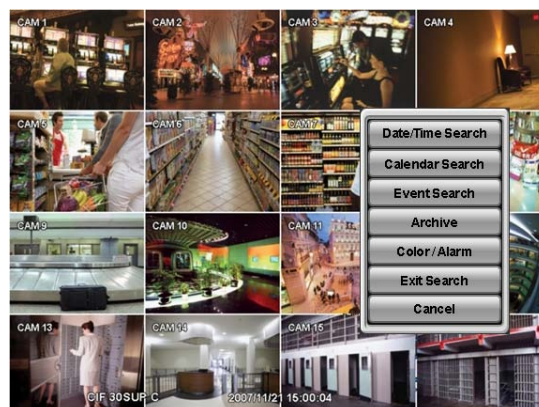 CAM 1
CAM 2
CAM 3
CAM 4
CAM 5
CAM 6
CAM 7
Date/Time Search
Calendar Search
Event Search
Archive
Color / Alarm
Exit Search
Cancel
CAM 9
CAM 10
CAM 11
CAM 13
CAM 14
CAM 15
CIF 30SUP C
2007/11/21 15:00:04